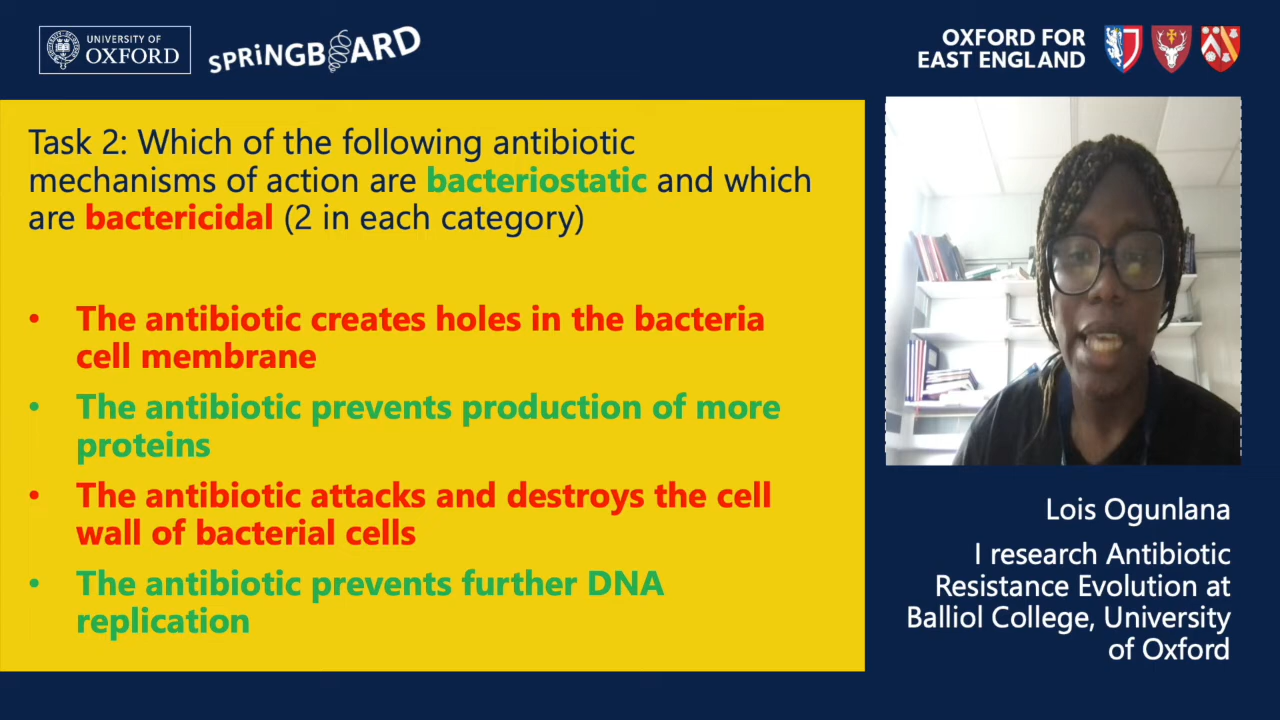 UNIVERSITY OF
OXFORD
SPRiNGBOARD
OXFORD FOR
EAST ENGLAND
Task 2: Which of the following antibiotic
mechanisms of action are bacteriostatic and which
are bactericidal (2 in each category)
• The antibiotic creates holes in the bacteria
cell membrane
• The antibiotic prevents production of more
proteins
• The antibiotic attacks and destroys the cell
wall of bacterial cells
• The antibiotic prevents further DNA
replication
Lois Ogunlana
I research Antibiotic
Resistance Evolution at
Balliol College, University
of Oxford